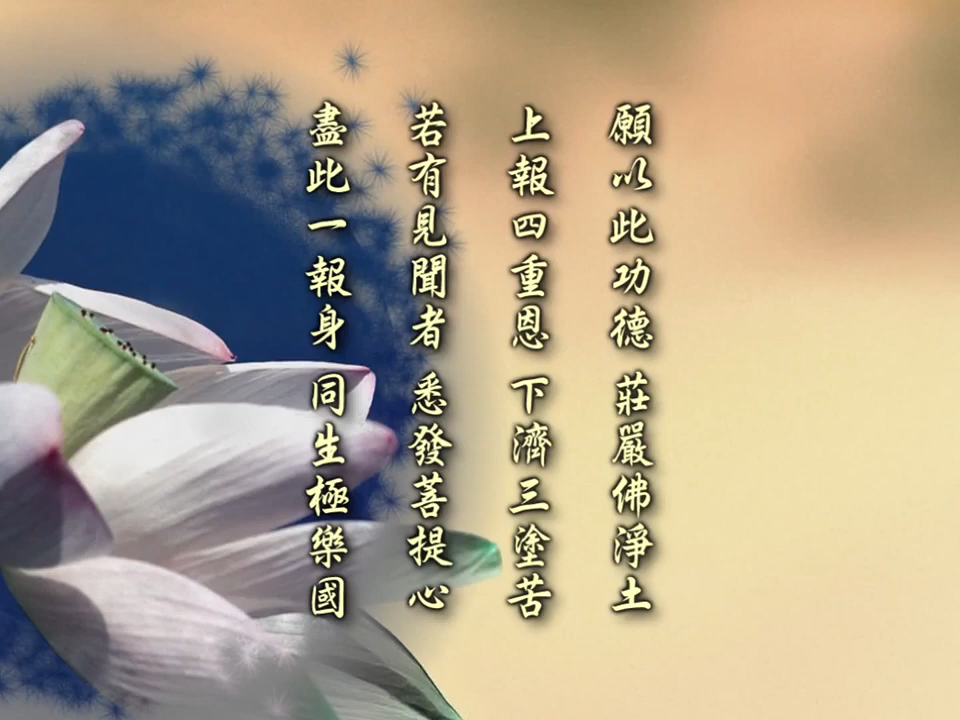 願以此功德 莊嚴佛淨土
上報四重恩 下濟三塗苦
若有見聞者 悉發菩提心
盡此一報身 同生極樂國